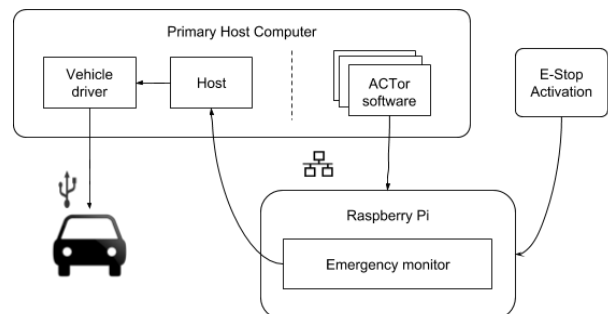 Primary Host Computer
Vehicle
driver
Host
ACTor
software
E-Stop
Activation
Raspberry Pi
Emergency monitor